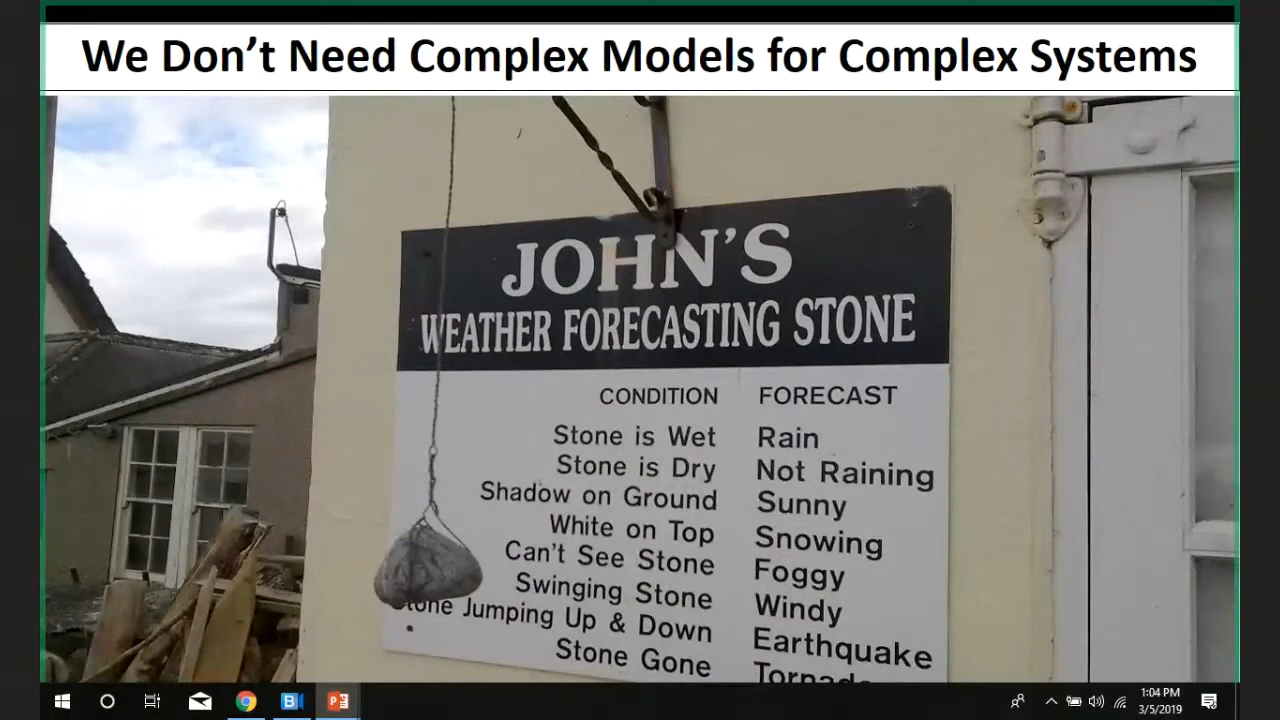 We Don't Need Complex Models for Complex Systems
JOHN'S
WEATHER FORECASTING STONE
CONDITION FORECAST
Stone is Wet Rain
Stone is Dry Not Raining
Shadow on Ground Sunny
White on Top Snowing
Can't See Stone Foggy
Swinging Stone Windy
Stone Jumping Up & Down Earthquake
Stone Gone Tornado
1:04 PM
3/5/2019